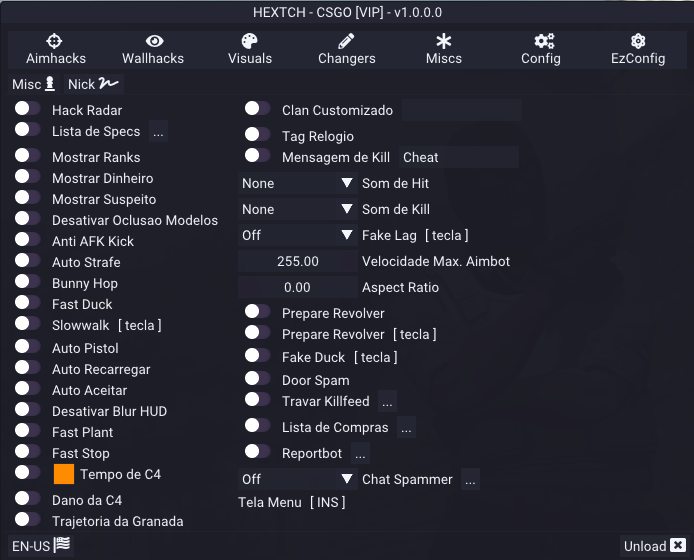 HEXTCH - CSGO [VIP] - v1.0.0.0
Aimhacks Wallhacks Visuals Changers Miscs Config EzConfig
Misc Nick
Hack Radar
Lista de Specs ...
Mostrar Ranks
Mostrar Dinheiro
Mostrar Suspeito
Desativar Oclusao Modelos
Anti AFK Kick
Auto Strafe
Bunny Hop
Fast Duck
Slowwalk [ tecla ]
Auto Pistol
Auto Recarregar
Auto Aceitar
Desativar Blur HUD
Fast Plant
Fast Stop
Tempo de C4
Dano da C4
Trajetoria da Granada
Clan Customizado
Tag Relogio
Mensagem de Kill Cheat
None Som de Hit
None Som de Kill
Off Fake Lag [ tecla ]
255.00 Velocidade Max. Aimbot
0.00 Aspect Ratio
Prepare Revolver
Prepare Revolver [ tecla ]
Fake Duck [ tecla ]
Door Spam
Travar Killfeed ...
Lista de Compras ...
Reportbot ...
Off Chat Spammer ...
Tela Menu [ INS ]
EN-US Unload